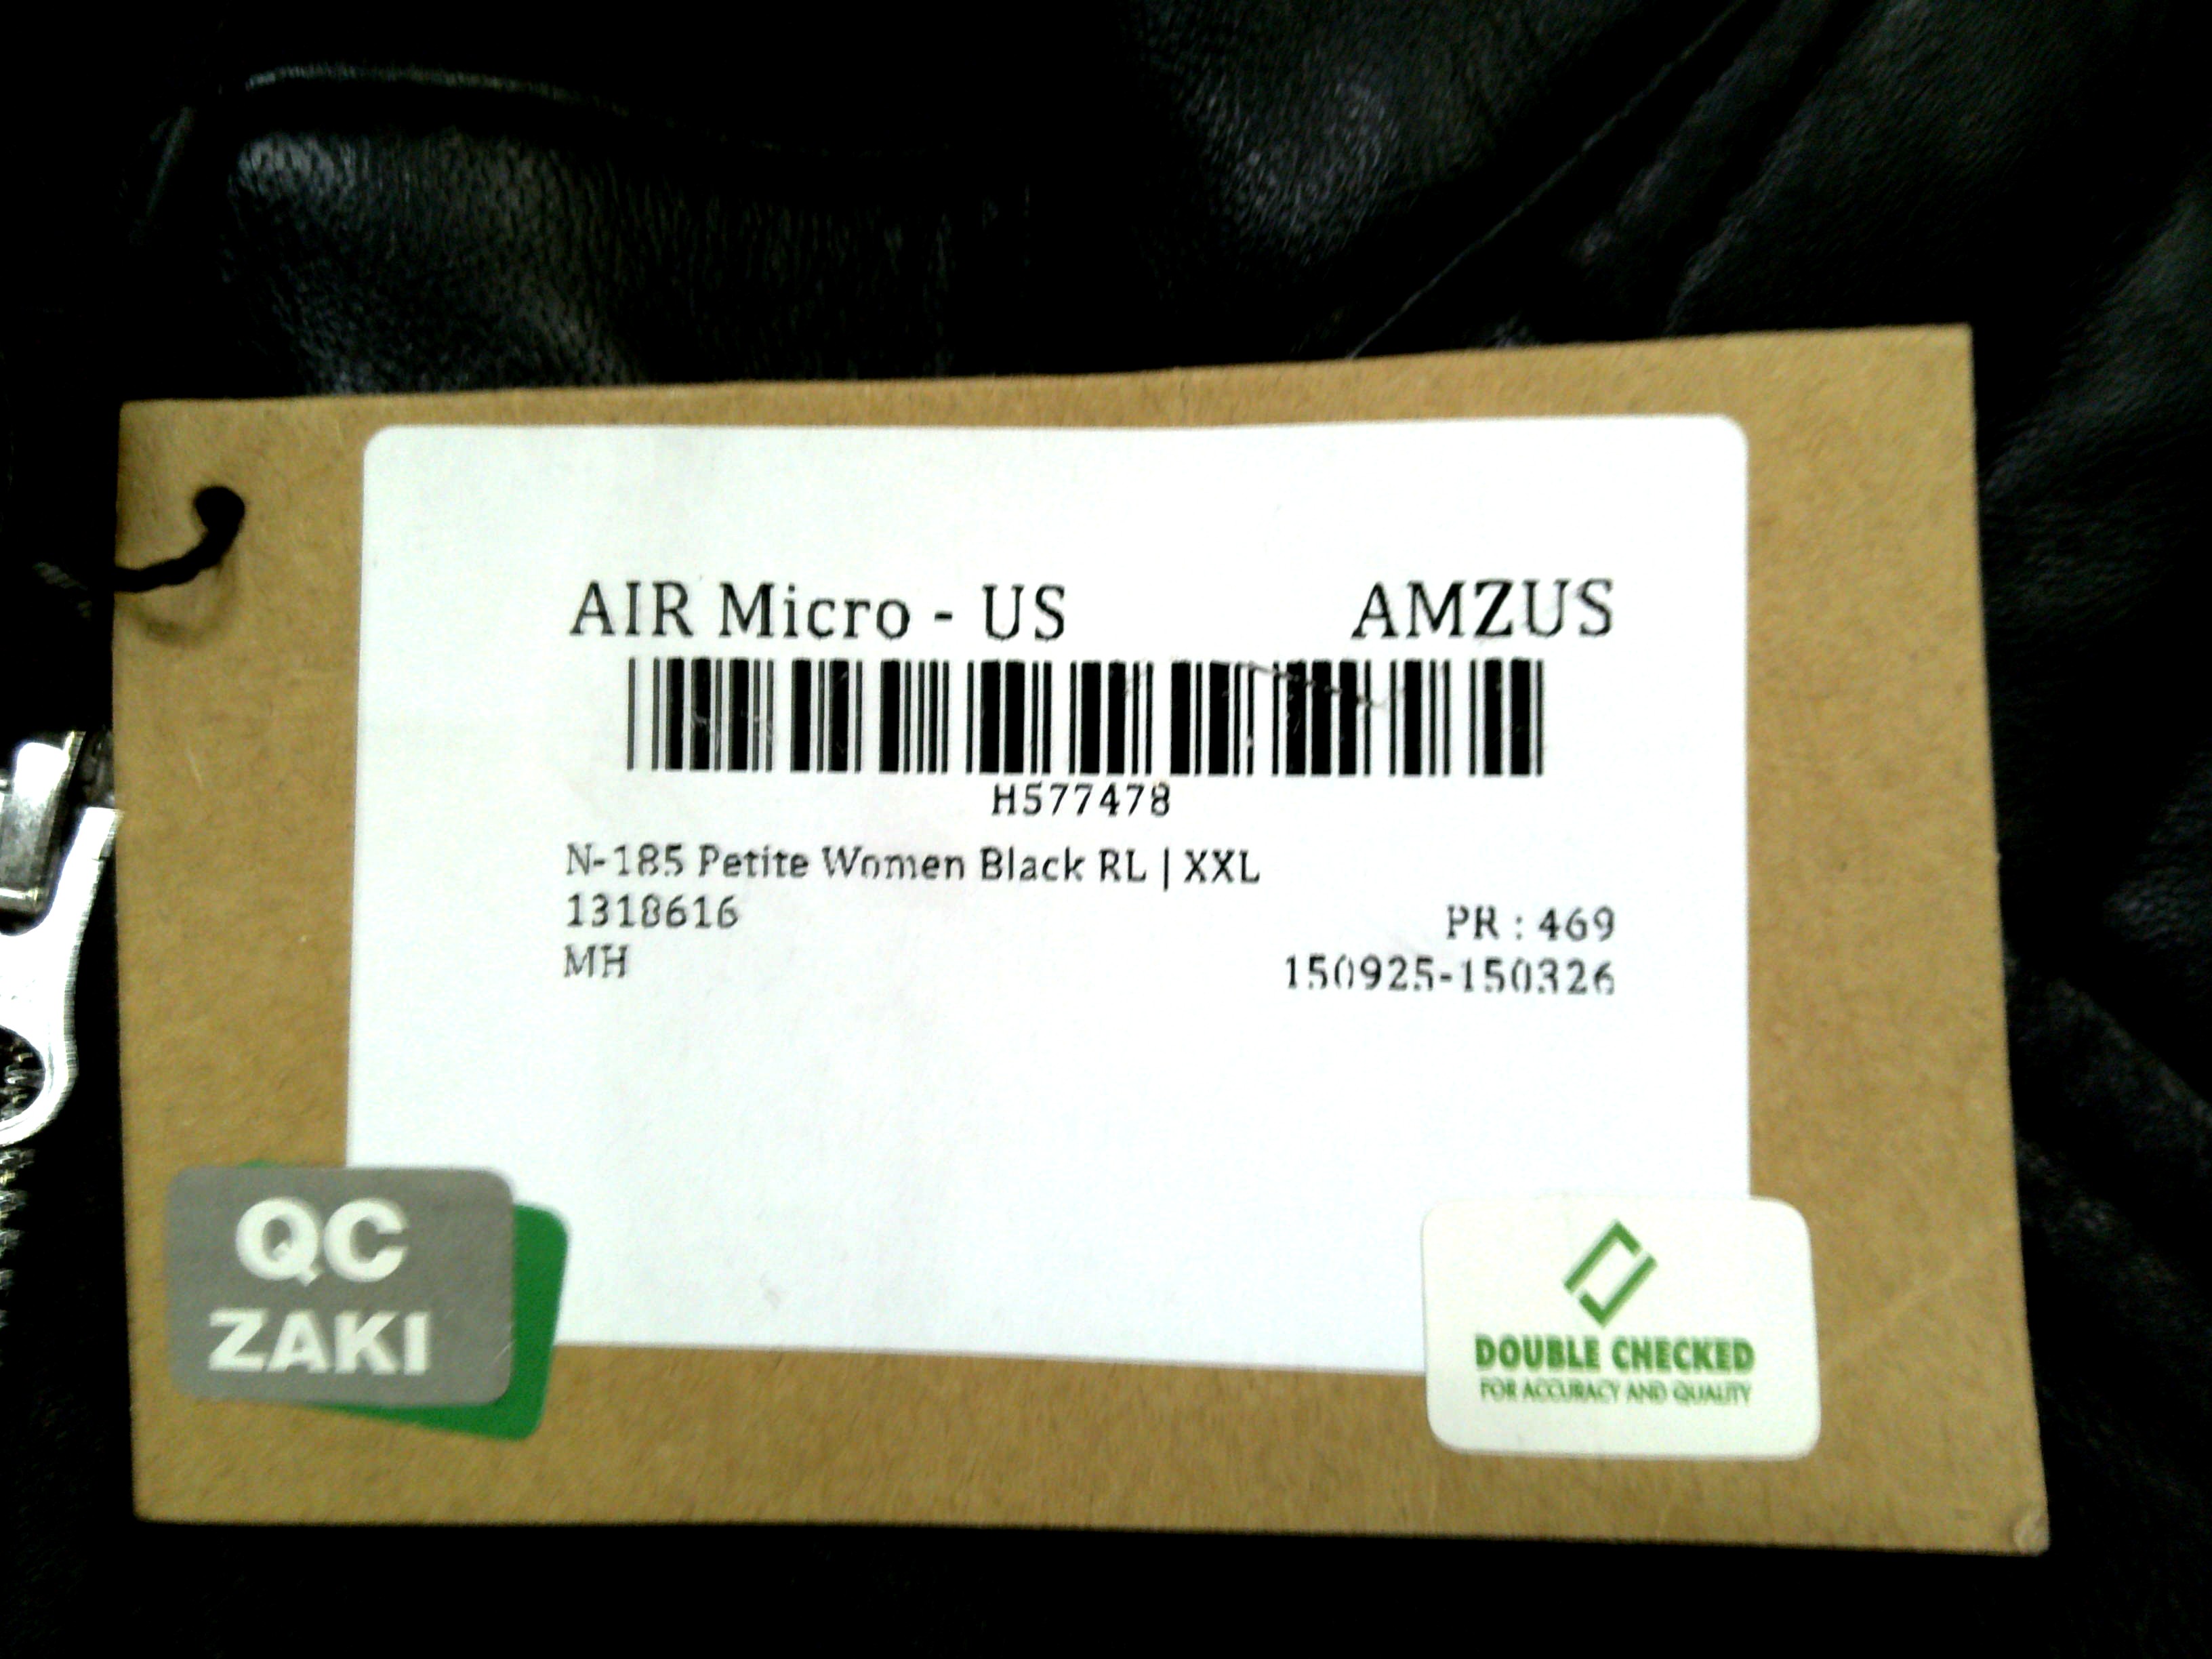 AIR Micro - US AMZUS
H577478
N-185 Petite Women Black RL | XXL
1318616 PR : 469
MH 150925-150326
QC
ZAKI
DOUBLE CHECKED
FOR ACCURACY AND QUALITY